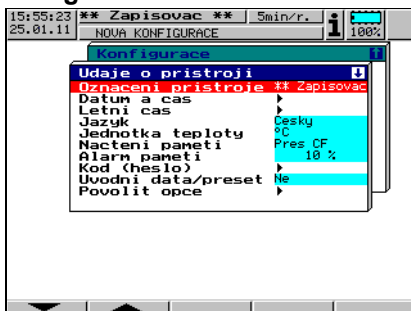 15:55:23 ** Zapisovac ** 5min/r.
25.01.11 NOVA KONFIGURACE 100%
Konfigurace
Udaje o pristroji
Oznaceni pristroje ** Zapisovac
Datum a cas
Letni cas
Jazyk Cesky
Jednotka teploty °C
Nacteni pameti Pres CF
Alarm pameti 10 %
Kod (heslo)
Uvodni data/preset Ne
Povolit opce